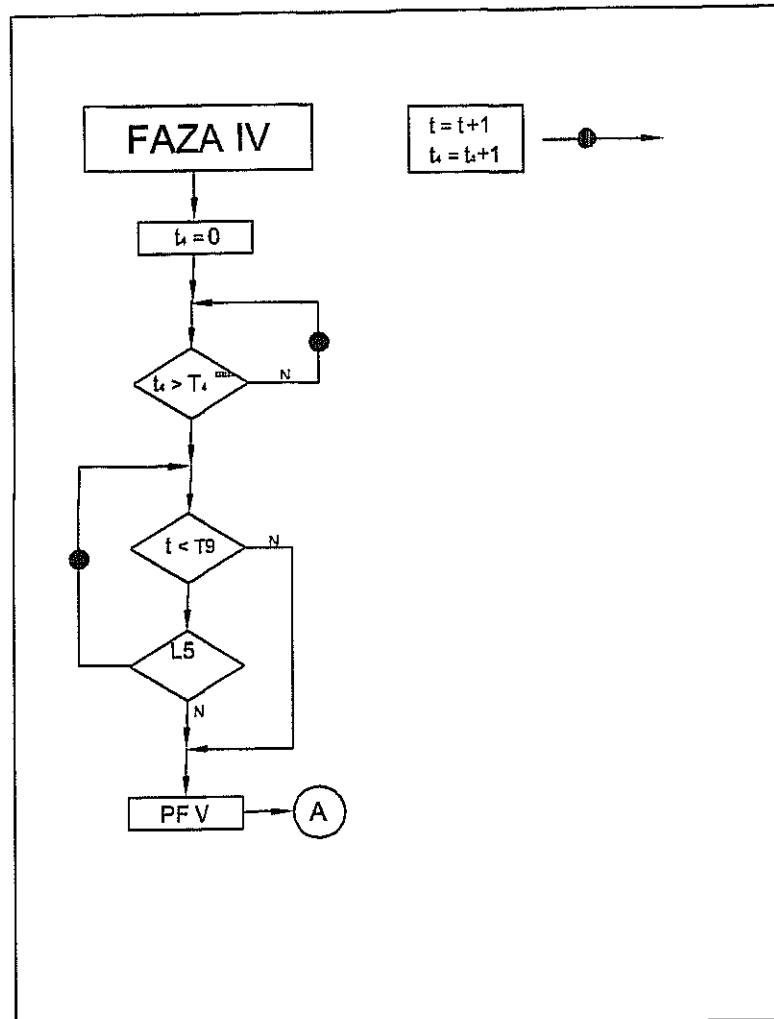 FAZA IV
t = t+1
t₄ = t₄+1
t₄ = 0
t₄ > T₄
N
t < T9
N
L5
N
PF V
A